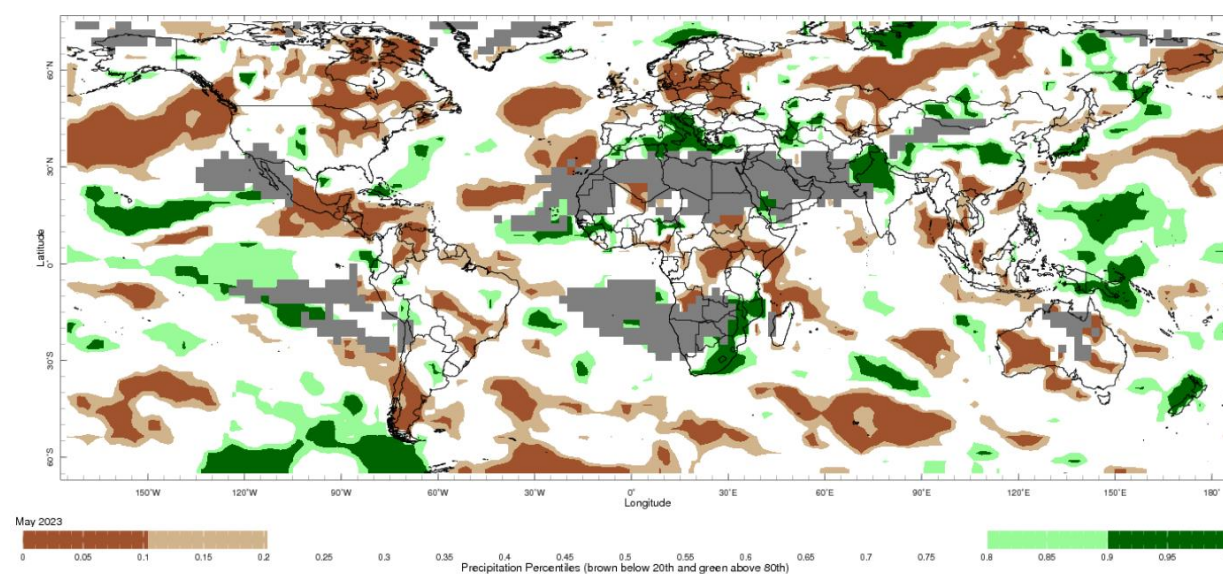 60°N
30°N
0°
30°S
60°S
Latitude
150°W 120°W 90°W 60°W 30°W 0° 30°E 60°E 90°E 120°E 150°E 180°
Longitude
May 2023
0 0.05 0.1 0.15 0.2 0.25 0.3 0.35 0.4 0.45 0.5 0.55 0.6 0.65 0.7 0.75 0.8 0.85 0.9 0.95
Precipitation Percentiles (brown below 20th and green above 80th)